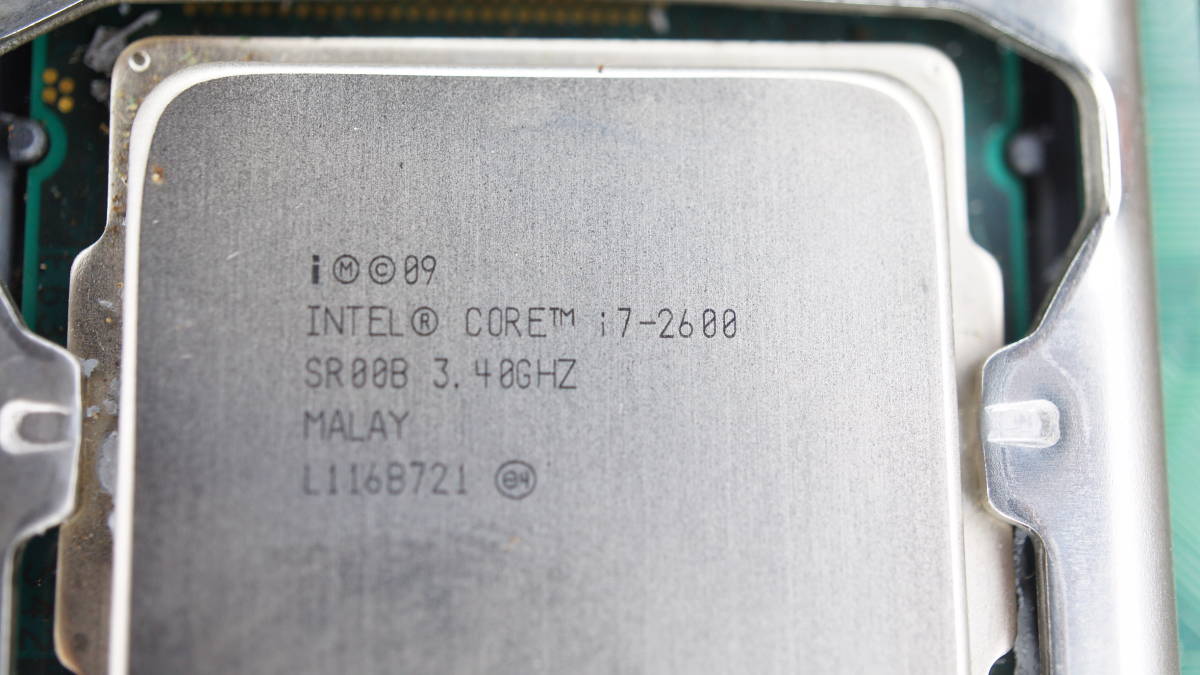 i Ⓜ © 09
INTEL® CORE™ i7-2600
SR00B 3.40GHZ
MALAY
L116B721 ⓔ4